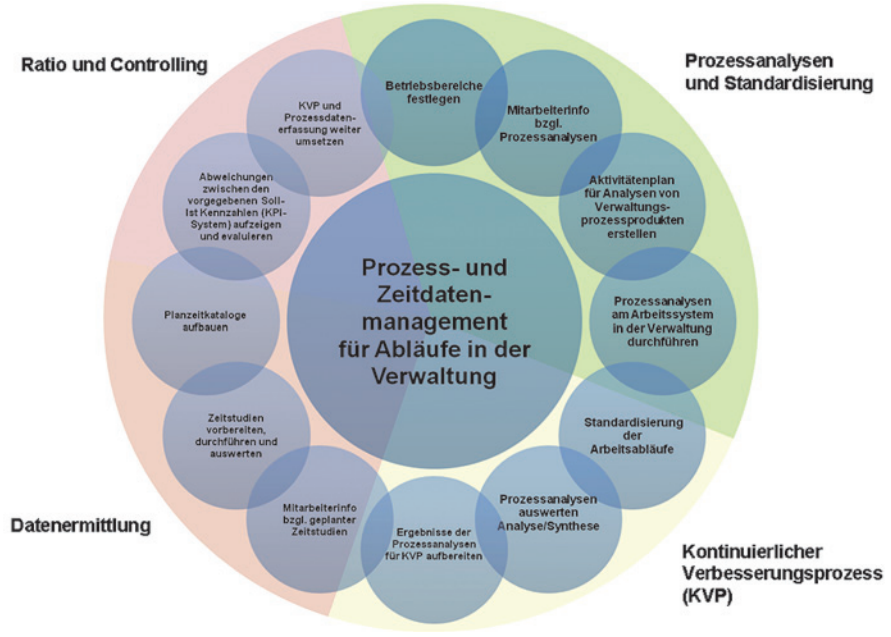 Ratio und Controlling
Prozessanalysen
und Standardisierung
Betriebsbereiche
festlegen
Mitarbeiterinfo
bzgl.
Prozessanalysen
Aktivitätenplan
für Analysen von
Verwaltungs-
prozessprodukten
erstellen
Prozessanalysen
am Arbeitssystem
in der Verwaltung
durchführen
Standardisierung
der
Arbeitsabläufe
Prozessanalysen
auswerten
Analyse/Synthese
Ergebnisse der
Prozessanalysen
für KVP aufbereiten
Mitarbeiterinfo
bzgl. geplanter
Zeitstudien
Zeitstudien
vorbereiten,
durchführen und
auswerten
Planzeitkataloge
aufbauen
Abweichungen
zwischen den
vorgegebenen Soll-
Ist Kennzahlen (KPI-
System) aufzeigen
und evaluieren
KVP und
Prozessdaten-
erfassung weiter
umsetzen
Prozess- und
Zeitdaten-
management
für Abläufe in der
Verwaltung
Datenermittlung
Kontinuierlicher
Verbesserungsprozess
(KVP)